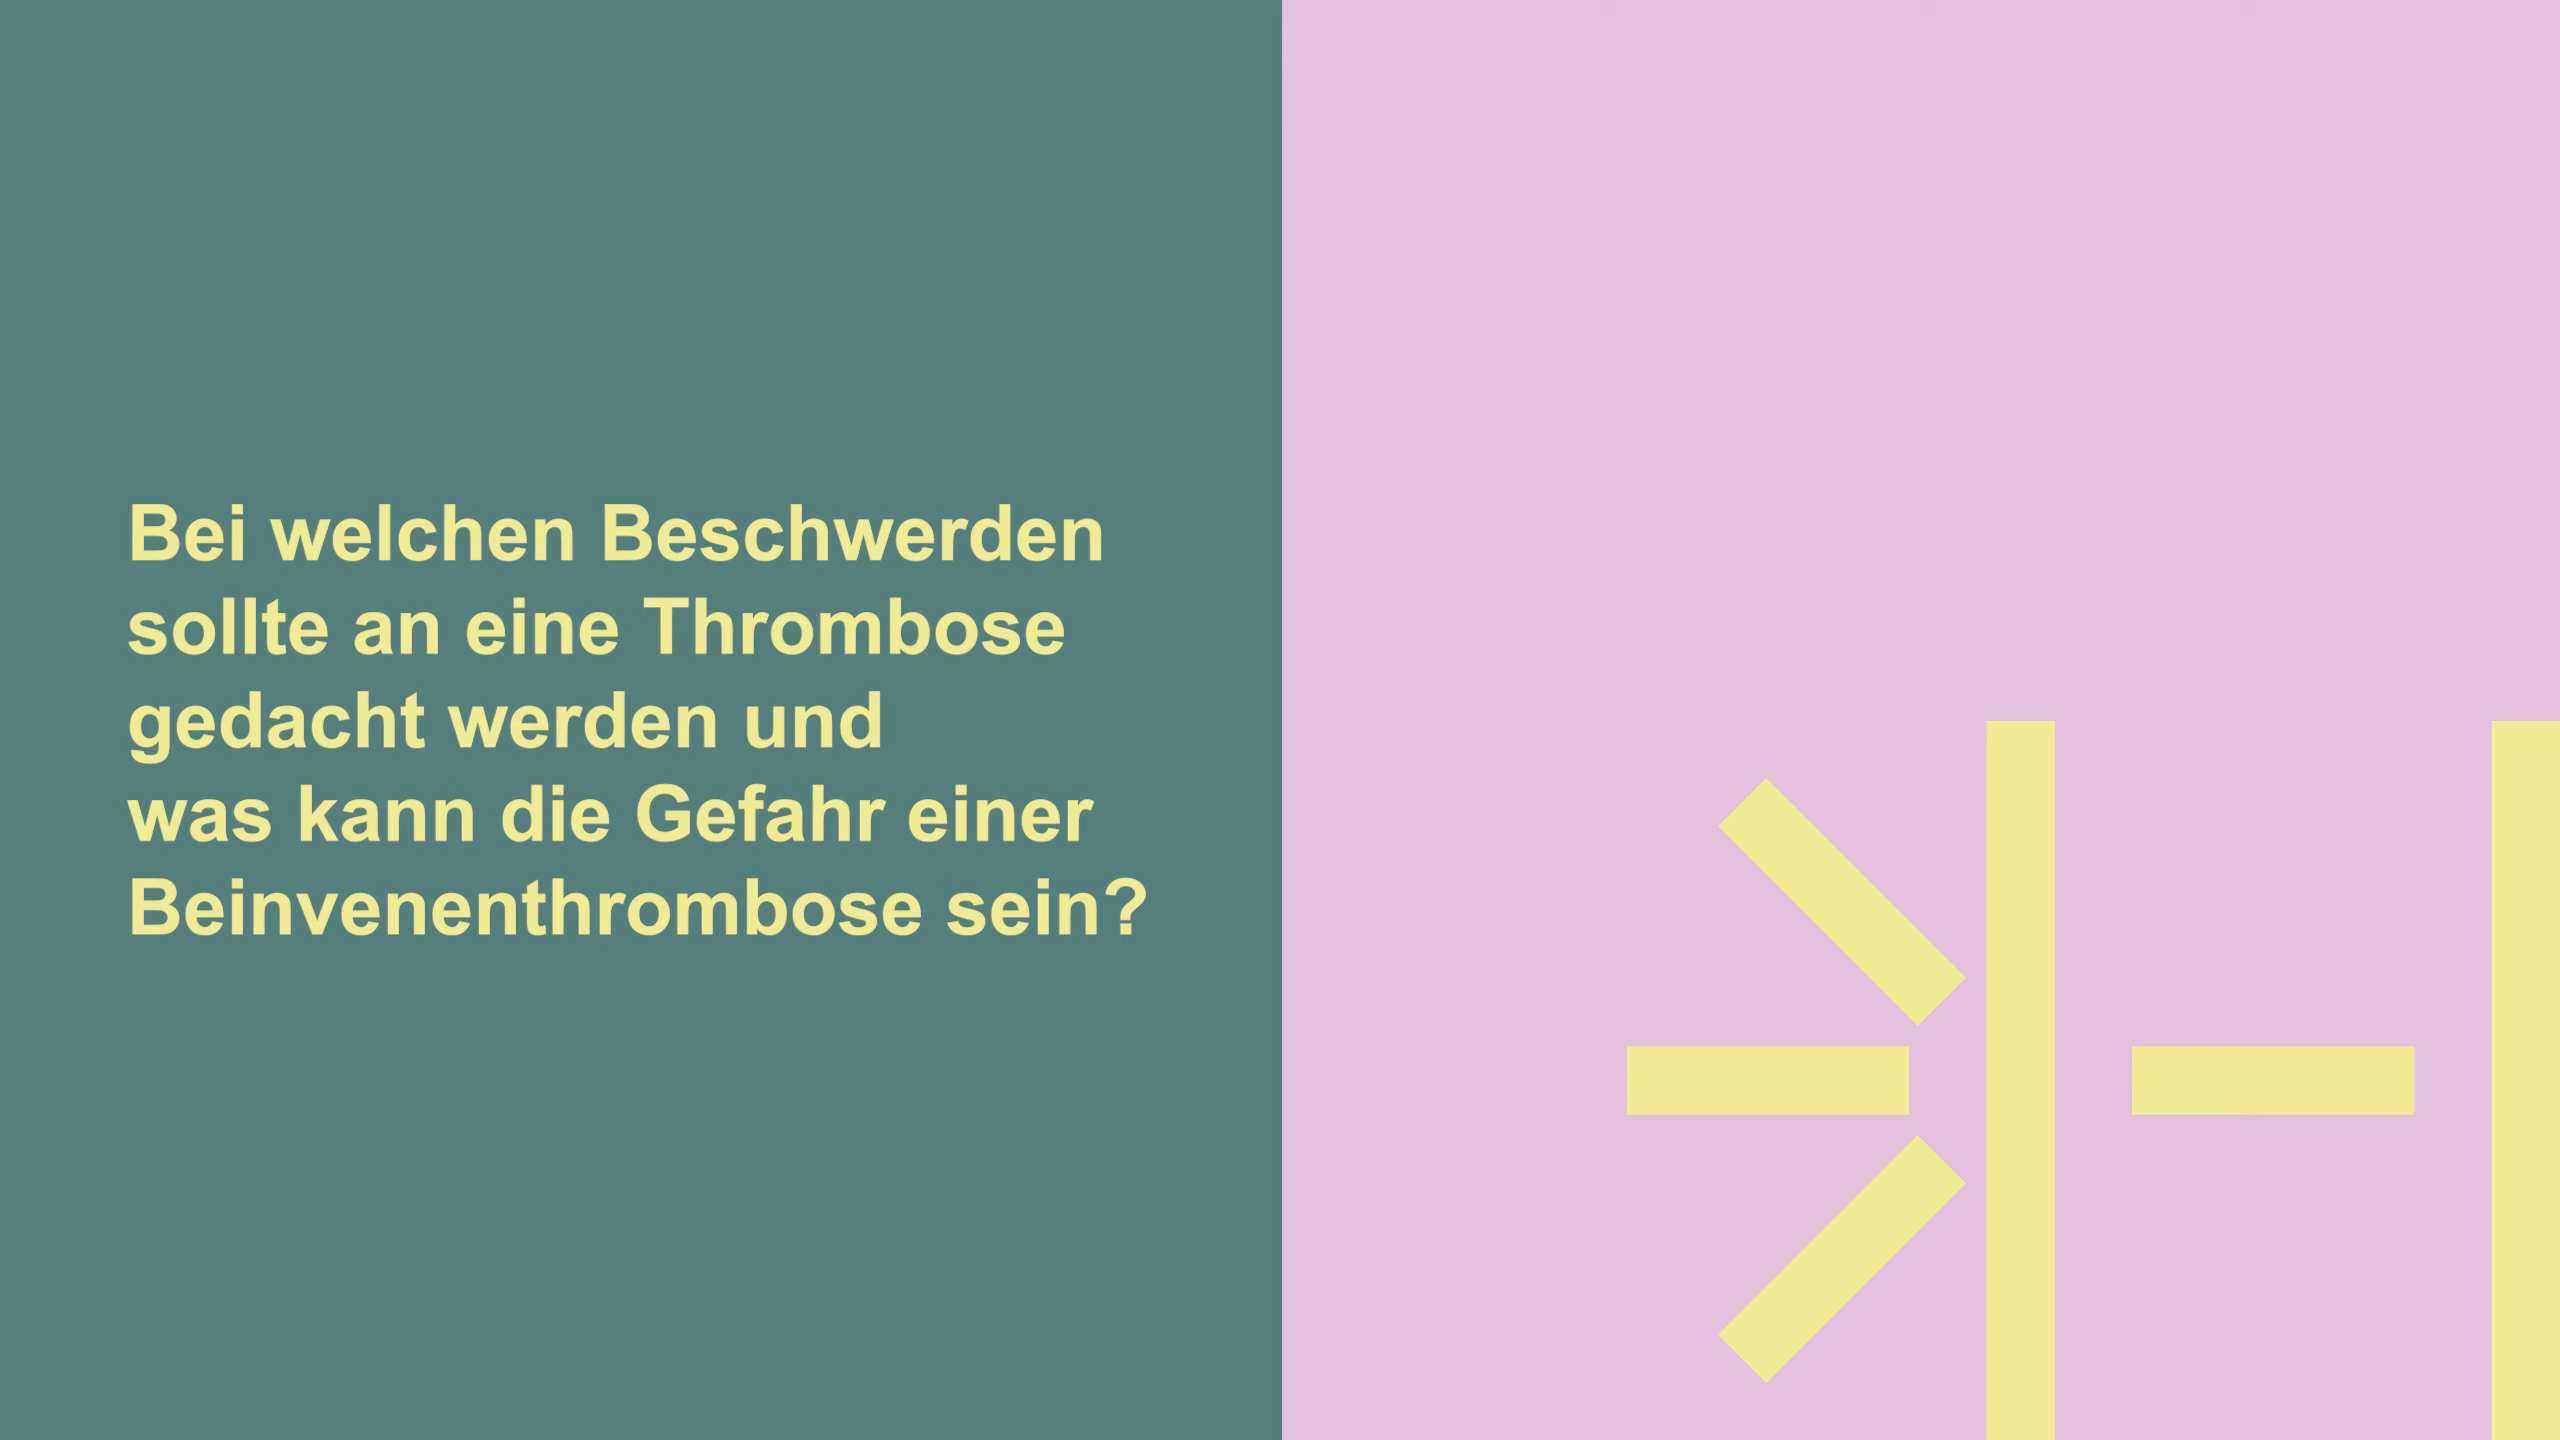 Bei welchen Beschwerden
sollte an eine Thrombose
gedacht werden und
was kann die Gefahr einer
Beinvenenthrombose sein?